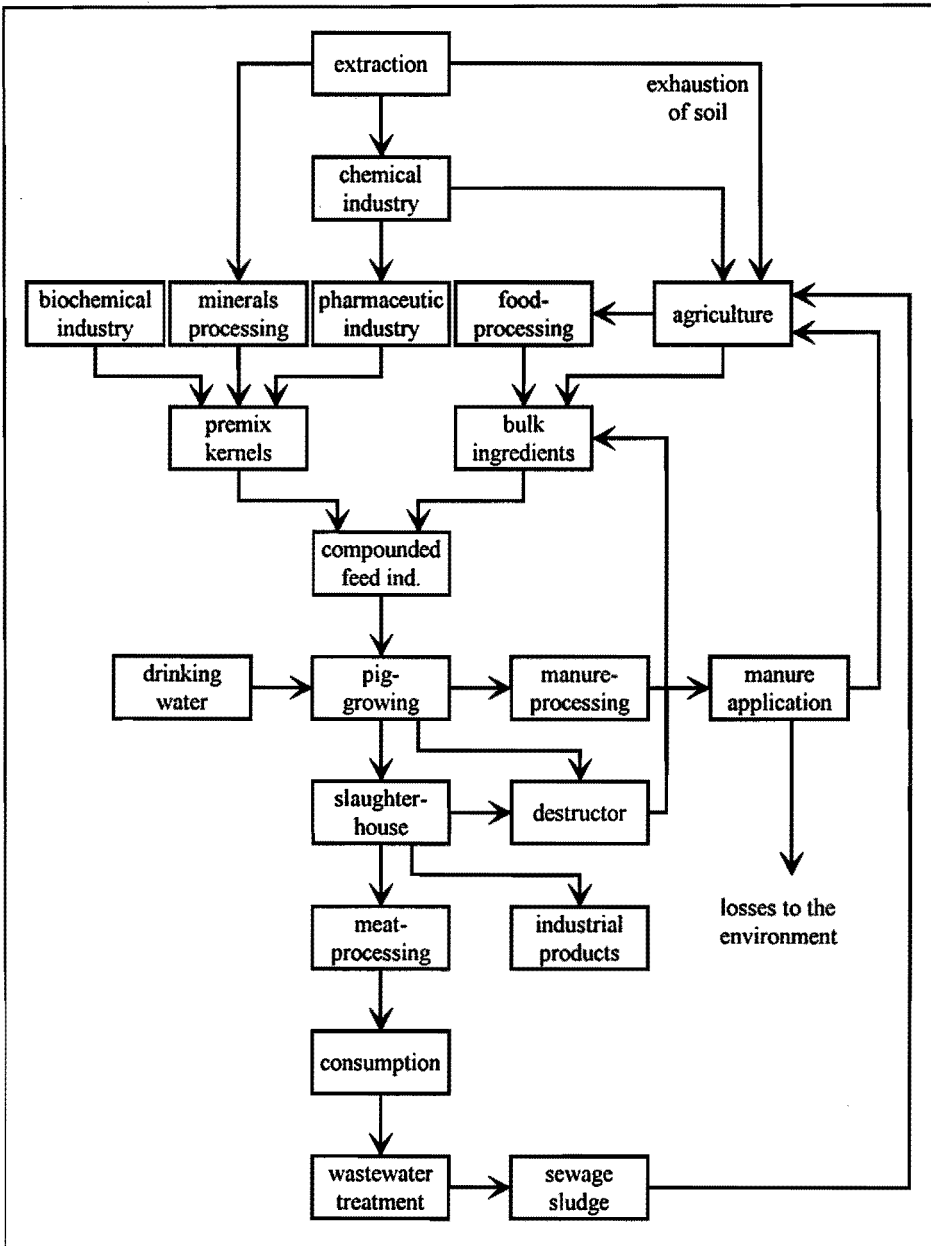 extraction
exhaustion
of soil
chemical
industry
biochemical
industry
minerals
processing
pharmaceutic
industry
food-
processing
agriculture
premix
kernels
bulk
ingredients
compounded
feed ind.
drinking
water
pig-
growing
manure-
processing
manure
application
slaughter-
house
destructor
meat-
processing
industrial
products
losses to the
environment
consumption
wastewater
treatment
sewage
sludge